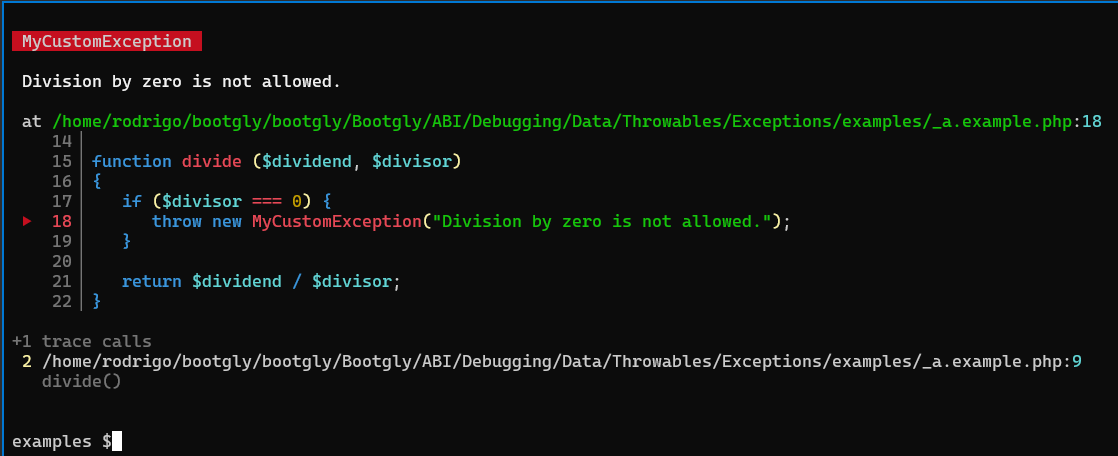 MyCustomException
Division by zero is not allowed.
at /home/rodrigo/bootgly/bootgly/Bootgly/ABI/Debugging/Data/Throwables/Exceptions/examples/_a.example.php:18
14
15 function divide ($dividend, $divisor)
16 {
17    if ($divisor === 0) {
▶ 18       throw new MyCustomException("Division by zero is not allowed.");
19    }
20
21    return $dividend / $divisor;
22 }
+1 trace calls
2 /home/rodrigo/bootgly/bootgly/Bootgly/ABI/Debugging/Data/Throwables/Exceptions/examples/_a.example.php:9
divide()
examples $